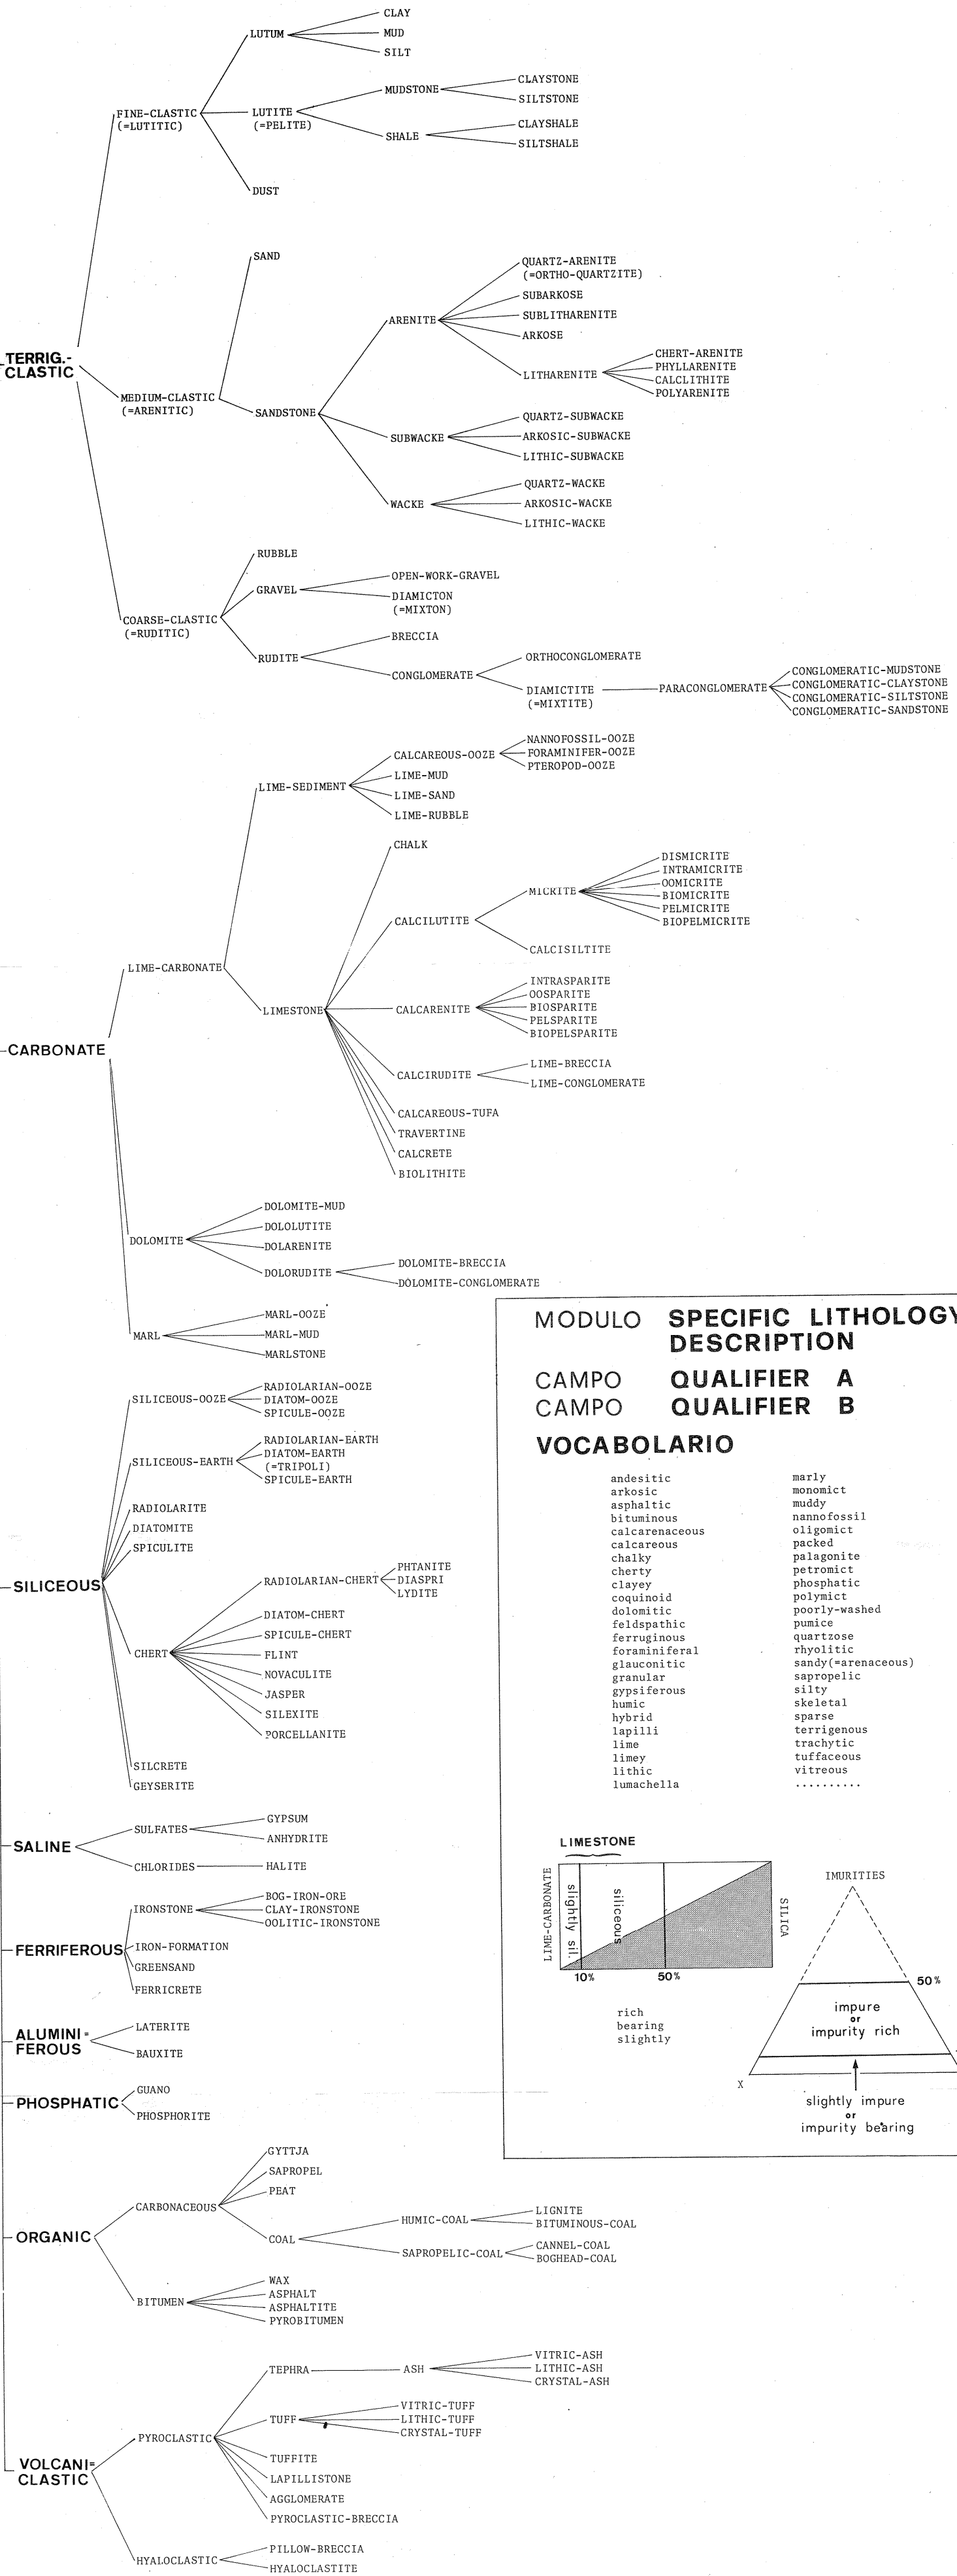 CLAY
LUTUM
MUD
SILT
CLAYSTONE
MUDSTONE
SILTSTONE
FINE-CLASTIC
(=LUTITIC)
LUTITE
(=PELITE)
CLAYSHALE
SHALE
SILTSHALE
DUST
SAND
QUARTZ-ARENITE
(=ORTHO-QUARTZITE)
SUBARKOSE
ARENITE
SUBLITHARENITE
ARKOSE
TERRIG.-
CLASTIC
CHERT-ARENITE
PHYLLARENITE
LITHARENITE
CALCLITHITE
POLYARENITE
MEDIUM-CLASTIC
(=ARENITIC)
SANDSTONE
QUARTZ-SUBWACKE
SUBWACKE
ARKOSIC-SUBWACKE
LITHIC-SUBWACKE
QUARTZ-WACKE
WACKE
ARKOSIC-WACKE
LITHIC-WACKE
RUBBLE
OPEN-WORK-GRAVEL
GRAVEL
DIAMICTON
(=MIXTON)
COARSE-CLASTIC
(=RUDITIC)
BRECCIA
RUDITE
ORTHOCONGLOMERATE
CONGLOMERATE
DIAMICTITE
(=MIXTITE)
PARACONGLOMERATE
CONGLOMERATIC-MUDSTONE
CONGLOMERATIC-CLAYSTONE
CONGLOMERATIC-SILTSTONE
CONGLOMERATIC-SANDSTONE
NANNOFOSSIL-OOZE
CALCAREOUS-OOZE
FORAMINIFER-OOZE
PTEROPOD-OOZE
LIME-SEDIMENT
LIME-MUD
LIME-SAND
LIME-RUBBLE
CHALK
DISMICRITE
INTRAMICRITE
OOMICRITE
MICRITE
BIOMICRITE
PELMICRITE
BIOPELMICRITE
CALCILUTITE
CALCISILTITE
LIME-CARBONATE
INTRASPARITE
OOSPARITE
LIMESTONE
CALCARENITE
BIOSPARITE
PELSPARITE
BIOPELSPARITE
CARBONATE
LIME-BRECCIA
CALCIRUDITE
LIME-CONGLOMERATE
CALCAREOUS-TUFA
TRAVERTINE
CALCRETE
BIOLITHITE
DOLOMITE-MUD
DOLOLUTITE
DOLOMITE
DOLARENITE
DOLORUDITE
DOLOMITE-BRECCIA
DOLOMITE-CONGLOMERATE
MARL-OOZE
MARL
MARL-MUD
MARLSTONE
SILICEOUS-OOZE
RADIOLARIAN-OOZE
DIATOM-OOZE
SPICULE-OOZE
SILICEOUS-EARTH
RADIOLARIAN-EARTH
DIATOM-EARTH
(=TRIPOLI)
SPICULE-EARTH
RADIOLARITE
DIATOMITE
SPICULITE
SILICEOUS
RADIOLARIAN-CHERT
PHTANITE
DIASPRI
LYDITE
DIATOM-CHERT
SPICULE-CHERT
CHERT
FLINT
NOVACULITE
JASPER
SILEXITE
PORCELLANITE
SILCRETE
GEYSERITE
SALINE
SULFATES
GYPSUM
ANHYDRITE
CHLORIDES
HALITE
FERRIFEROUS
IRONSTONE
BOG-IRON-ORE
CLAY-IRONSTONE
OOLITIC-IRONSTONE
IRON-FORMATION
GREENSAND
FERRICRETE
ALUMINI=
FEROUS
LATERITE
BAUXITE
PHOSPHATIC
GUANO
PHOSPHORITE
ORGANIC
CARBONACEOUS
GYTTJA
SAPROPEL
PEAT
COAL
HUMIC-COAL
LIGNITE
BITUMINOUS-COAL
SAPROPELIC-COAL
CANNEL-COAL
BOGHEAD-COAL
BITUMEN
WAX
ASPHALT
ASPHALTITE
PYROBITUMEN
VOLCANI=
CLASTIC
PYROCLASTIC
TEPHRA
ASH
VITRIC-ASH
LITHIC-ASH
CRYSTAL-ASH
TUFF
VITRIC-TUFF
LITHIC-TUFF
CRYSTAL-TUFF
TUFFITE
LAPILLISTONE
AGGLOMERATE
PYROCLASTIC-BRECCIA
HYALOCLASTIC
PILLOW-BRECCIA
HYALOCLASTITE
MODULO SPECIFIC LITHOLOGY
DESCRIPTION
CAMPO QUALIFIER A
CAMPO QUALIFIER B
VOCABOLARIO
andesitic
arkosic
asphaltic
bituminous
calcarenaceous
calcareous
chalky
cherty
clayey
coquinoid
dolomitic
feldspathic
ferruginous
foraminiferal
glauconitic
granular
gypsiferous
humic
hybrid
lapilli
lime
limey
lithic
lumachella
marly
monomict
muddy
nannofossil
oligomict
packed
palagonite
petromict
phosphatic
polymict
poorly-washed
pumice
quartzose
rhyolitic
sandy(=arenaceous)
sapropelic
silty
skeletal
sparse
terrigenous
trachytic
tuffaceous
vitreous
..........
LIMESTONE
LIME-CARBONATE
slightly sil.
siliceous
SILICA
10%
50%
rich
bearing
slightly
IMURITIES
50%
impure
or
impurity rich
X
slightly impure
or
impurity bearing